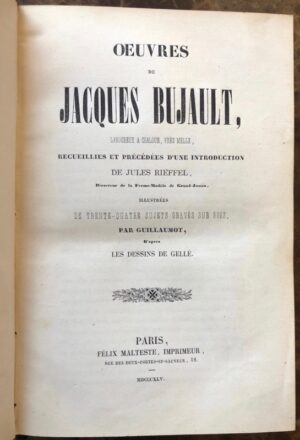 OEUVRES
DE
JACQUES BUJAULT,
LABOUREUR A CHALOUE, PRÈS MELLE,
RECUEILLIES ET PRÉCÉDÉES D'UNE INTRODUCTION
DE JULES RIEFFEL,
Directeur de la Ferme-Modèle de Grand-Jouan,
ILLUSTRÉES
DE TRENTE-QUATRE SUJETS GRAVÉS SUR BOIS,
PAR GUILLAUMOT,
D'après
LES DESSINS DE GELLÉ.
PARIS,
FÉLIX MALTESTE, IMPRIMEUR,
RUE DES DEUX-PORTES-ST-SAUVEUR, 18.
MDCCCXLV.